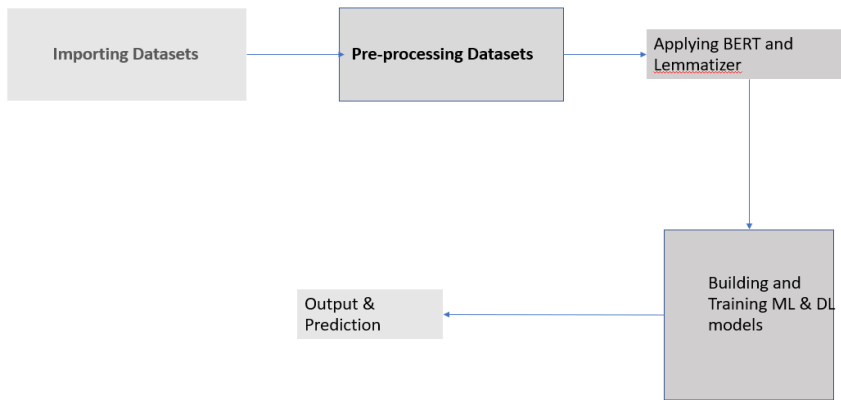 Importing Datasets
Pre-processing Datasets
Applying BERT and
Lemmatizer
Building and
Training ML & DL
models
Output &
Prediction